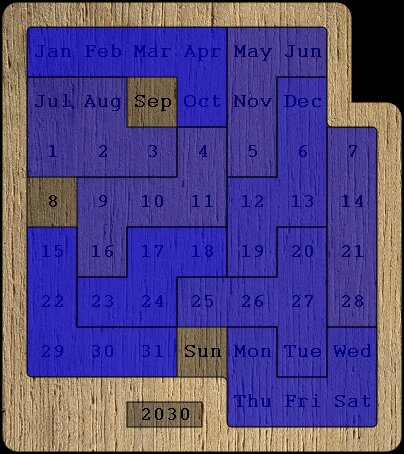 Jan Feb Mar Apr May Jun
Jul Aug Sep Oct Nov Dec
1 2 3 4 5 6 7
8 9 10 11 12 13 14
15 16 17 18 19 20 21
22 23 24 25 26 27 28
29 30 31 Sun Mon Tue Wed
Thu Fri Sat
2030